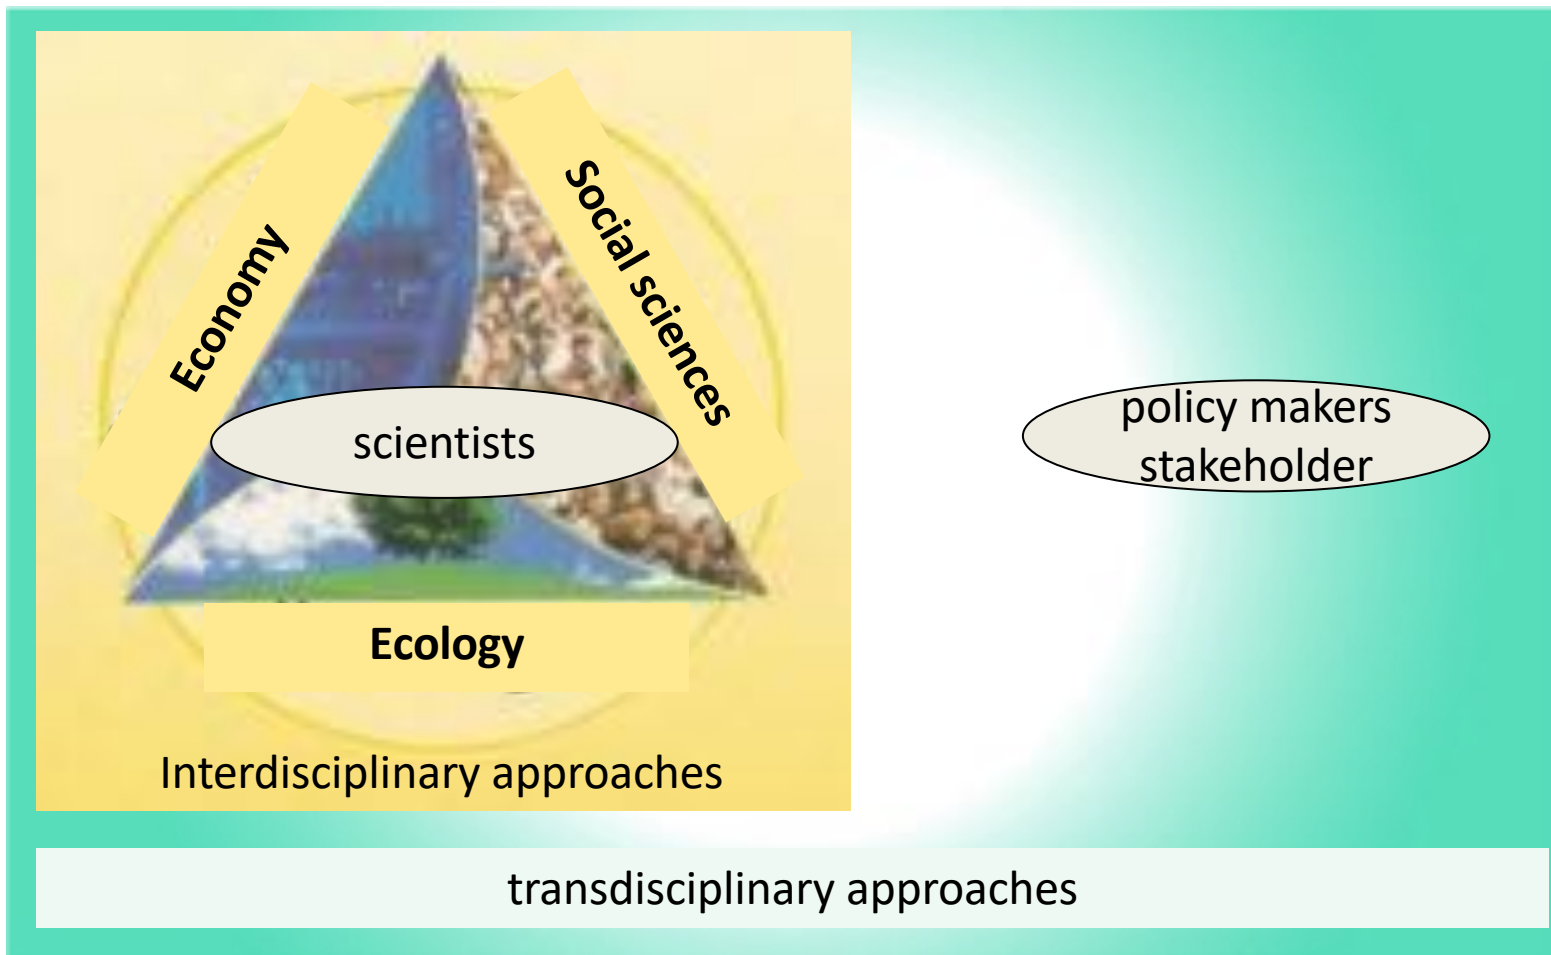 Economy
Social sciences
scientists
policy makers
stakeholder
Ecology
Interdisciplinary approaches
transdisciplinary approaches